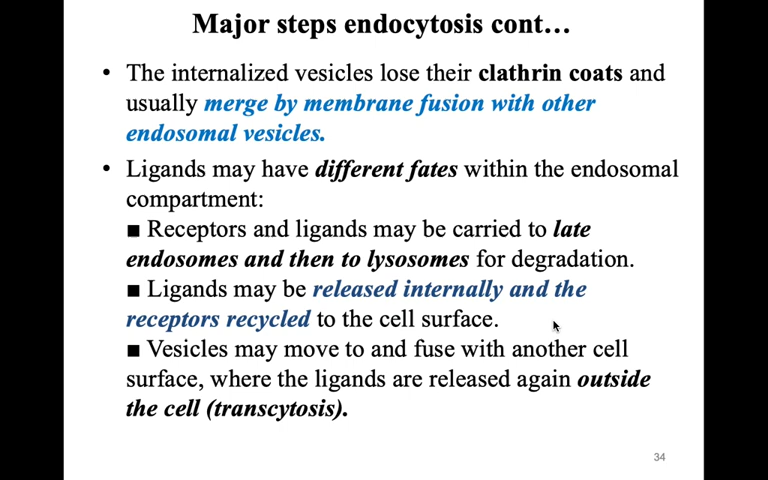 Major steps endocytosis cont…
• The internalized vesicles lose their clathrin coats and
usually merge by membrane fusion with other
endosomal vesicles.
• Ligands may have different fates within the endosomal
compartment:
■ Receptors and ligands may be carried to late
endosomes and then to lysosomes for degradation.
■ Ligands may be released internally and the
receptors recycled to the cell surface.
■ Vesicles may move to and fuse with another cell
surface, where the ligands are released again outside
the cell (transcytosis).
34